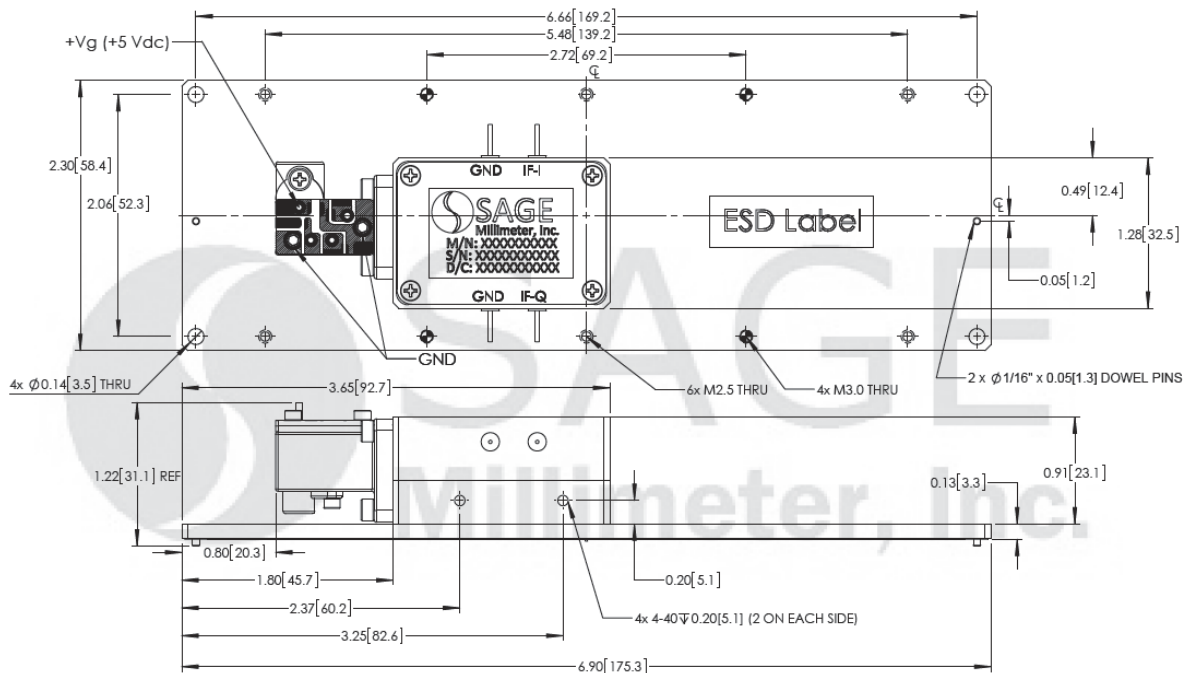 6.66[169.2]
+Vg (+5 Vdc)
5.48[139.2]
2.72[69.2]
℄
2.30[58.4]
2.06[52.3]
GND IF-I
SAGE
Millimeter, Inc.
M/N: XXXXXXXXXXX
S/N: XXXXXXXXXXX
D/C: XXXXXXXXXXX
GND IF-Q
ESD Label
0.49[12.4]
℄
1.28[32.5]
0.05[1.2]
GND
4x Ø0.14[3.5] THRU
3.65[92.7]
6x M2.5 THRU
4x M3.0 THRU
2 x Ø1/16" x 0.05[1.3] DOWEL PINS
SAGE
Millimeter, Inc.
1.22[31.1] REF
0.91[23.1]
0.13[3.3]
0.80[20.3]
1.80[45.7]
0.20[5.1]
2.37[60.2]
4x 4-40↧0.20[5.1] (2 ON EACH SIDE)
3.25[82.6]
6.90[175.3]